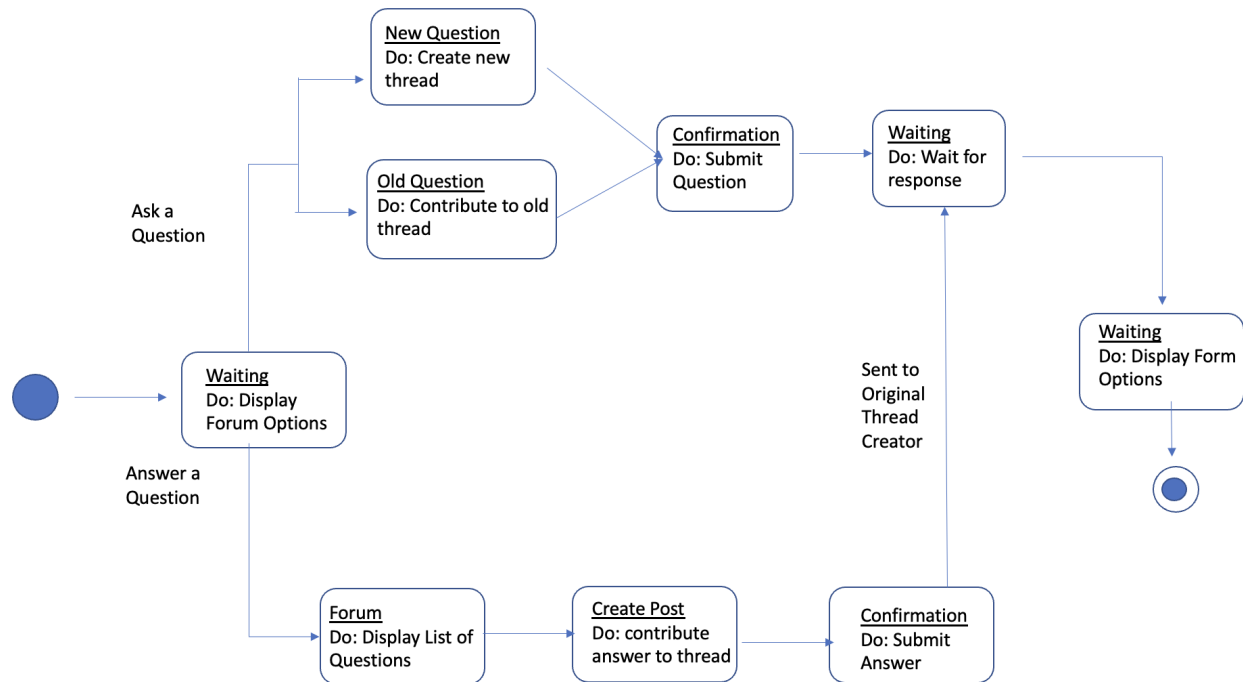 New Question
Do: Create new
thread
Old Question
Do: Contribute to old
thread
Confirmation
Do: Submit
Question
Waiting
Do: Wait for
response
Ask a
Question
Waiting
Do: Display
Forum Options
Answer a
Question
Sent to
Original
Thread
Creator
Waiting
Do: Display Form
Options
Forum
Do: Display List of
Questions
Create Post
Do: contribute
answer to thread
Confirmation
Do: Submit
Answer